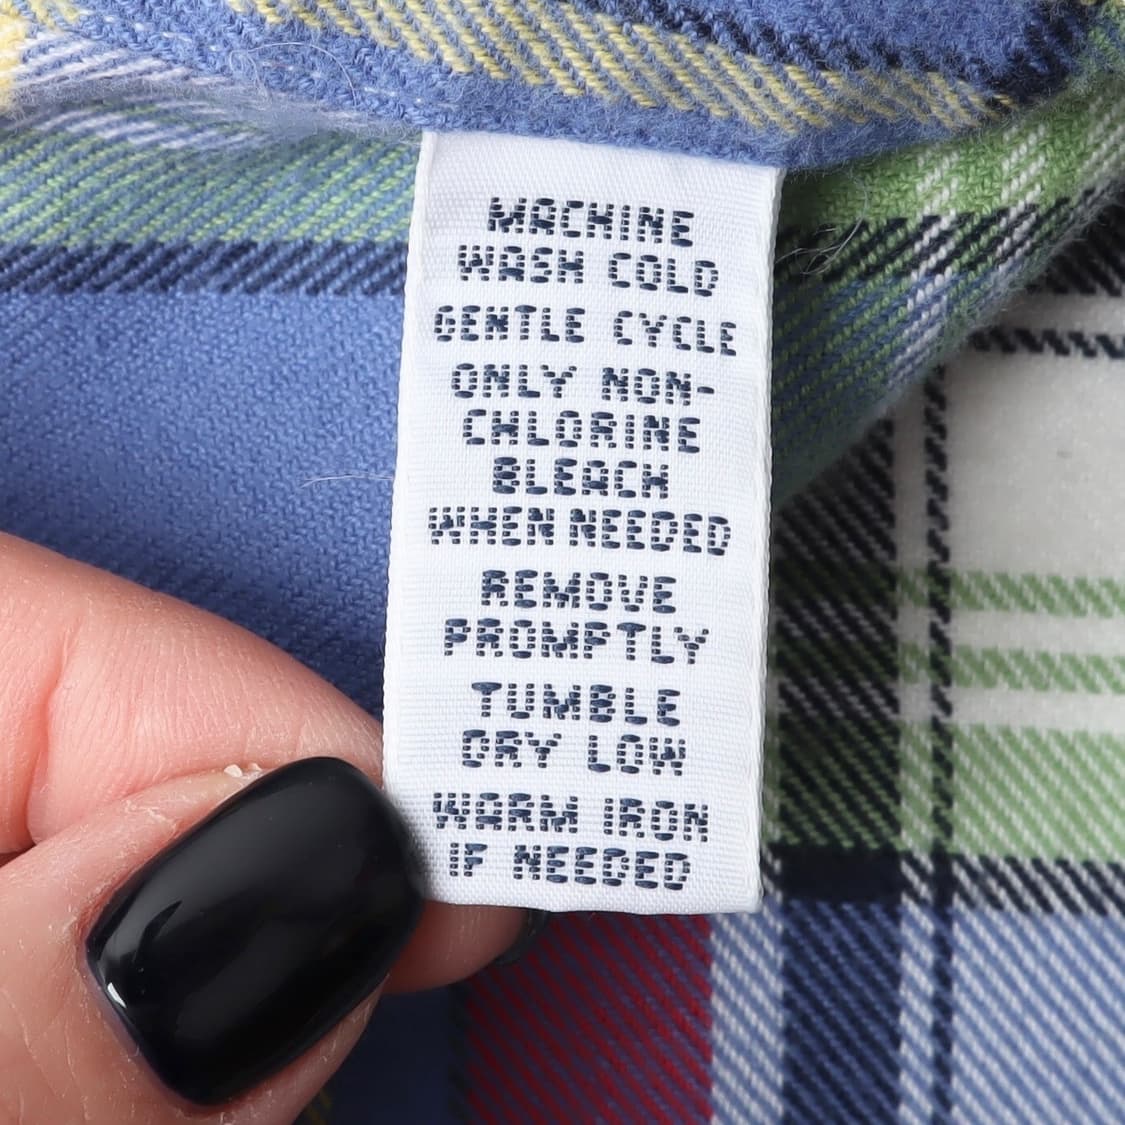 MACHINE
WASH COLD
GENTLE CYCLE
ONLY NON-
CHLORINE
BLEACH
WHEN NEEDED
REMOVE
PROMPTLY
TUMBLE
DRY LOW
WARM IRON
IF NEEDED